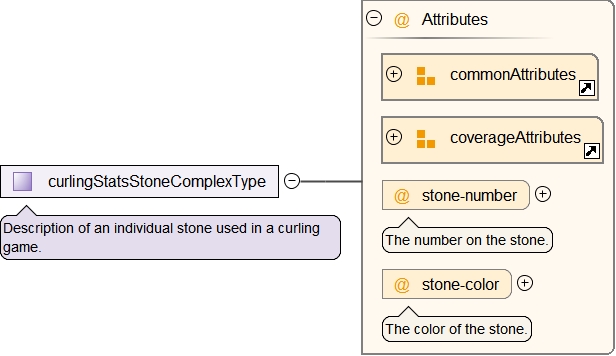 @ Attributes
commonAttributes
coverageAttributes
curlingStatsStoneComplexType
Description of an individual stone used in a curling
game.
@ stone-number
The number on the stone.
@ stone-color
The color of the stone.